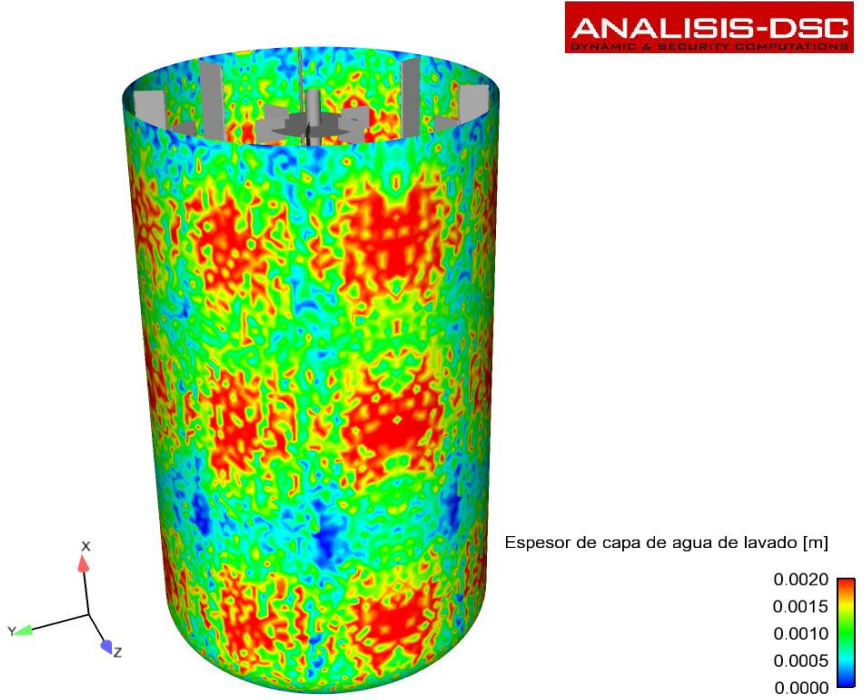 ANALISIS-DSC
DYNAMIC & SECURITY COMPUTATIONS
X
Y
Z
Espesor de capa de agua de lavado [m]
0.0020
0.0015
0.0010
0.0005
0.0000